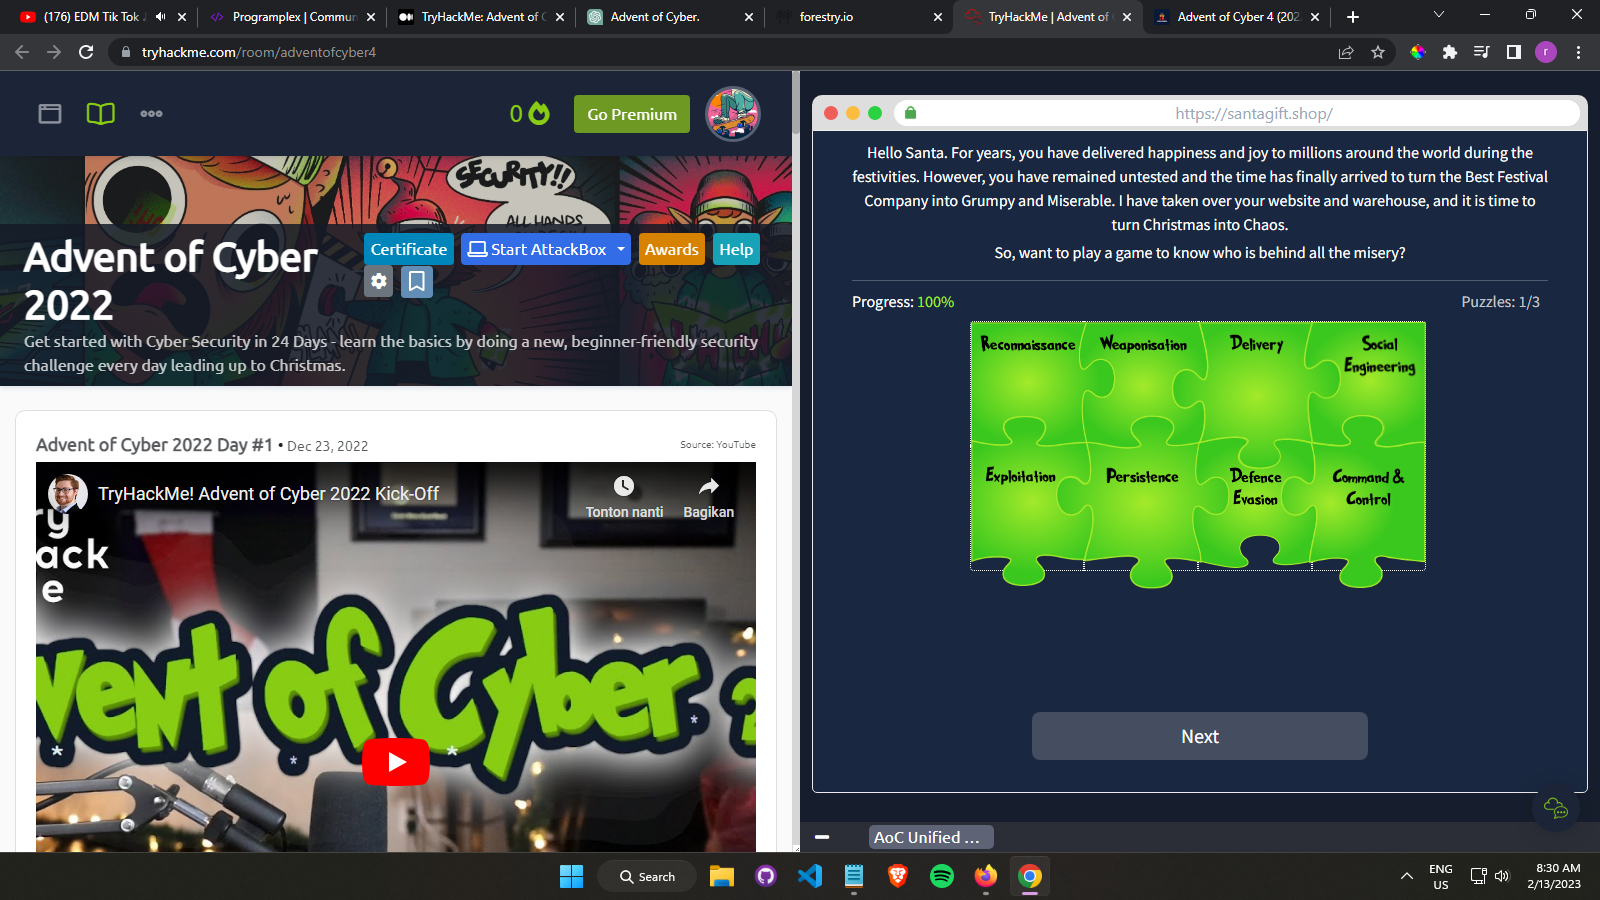 (176) EDM Tik Tok
Programplex | Commun
TryHackMe: Advent of C
Advent of Cyber.
forestry.io
TryHackMe | Advent of
Advent of Cyber 4 (202
tryhackme.com/room/adventofcyber4
r
0
Go Premium
SECURITY!!
ALL HANDS
Advent of Cyber
2022
Certificate
Start AttackBox
Awards
Help
Get started with Cyber Security in 24 Days - learn the basics by doing a new, beginner-friendly security
challenge every day leading up to Christmas.
Advent of Cyber 2022 Day #1 • Dec 23, 2022
Source: YouTube
TryHackMe! Advent of Cyber 2022 Kick-Off
Tonton nanti
Bagikan
ry
ack
e
vent of Cyber 2
https://santagift.shop/
Hello Santa. For years, you have delivered happiness and joy to millions around the world during the
festivities. However, you have remained untested and the time has finally arrived to turn the Best Festival
Company into Grumpy and Miserable. I have taken over your website and warehouse, and it is time to
turn Christmas into Chaos.
So, want to play a game to know who is behind all the misery?
Progress: 100%
Puzzles: 1/3
Reconnaissance
Weaponisation
Delivery
Social
Engineering
Exploitation
Persistence
Defence
Evasion
Command &
Control
Next
AoC Unified ...
Search
ENG
US
8:30 AM
2/13/2023